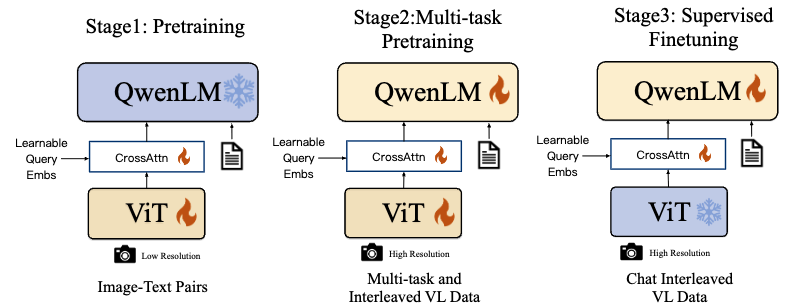 Stage1: Pretraining
QwenLM
Learnable
Query
Embs
CrossAttn
ViT
Low Resolution
Image-Text Pairs
Stage2:Multi-task
Pretraining
QwenLM
Learnable
Query
Embs
CrossAttn
ViT
High Resolution
Multi-task and
Interleaved VL Data
Stage3: Supervised
Finetuning
QwenLM
Learnable
Query
Embs
CrossAttn
ViT
High Resolution
Chat Interleaved
VL Data